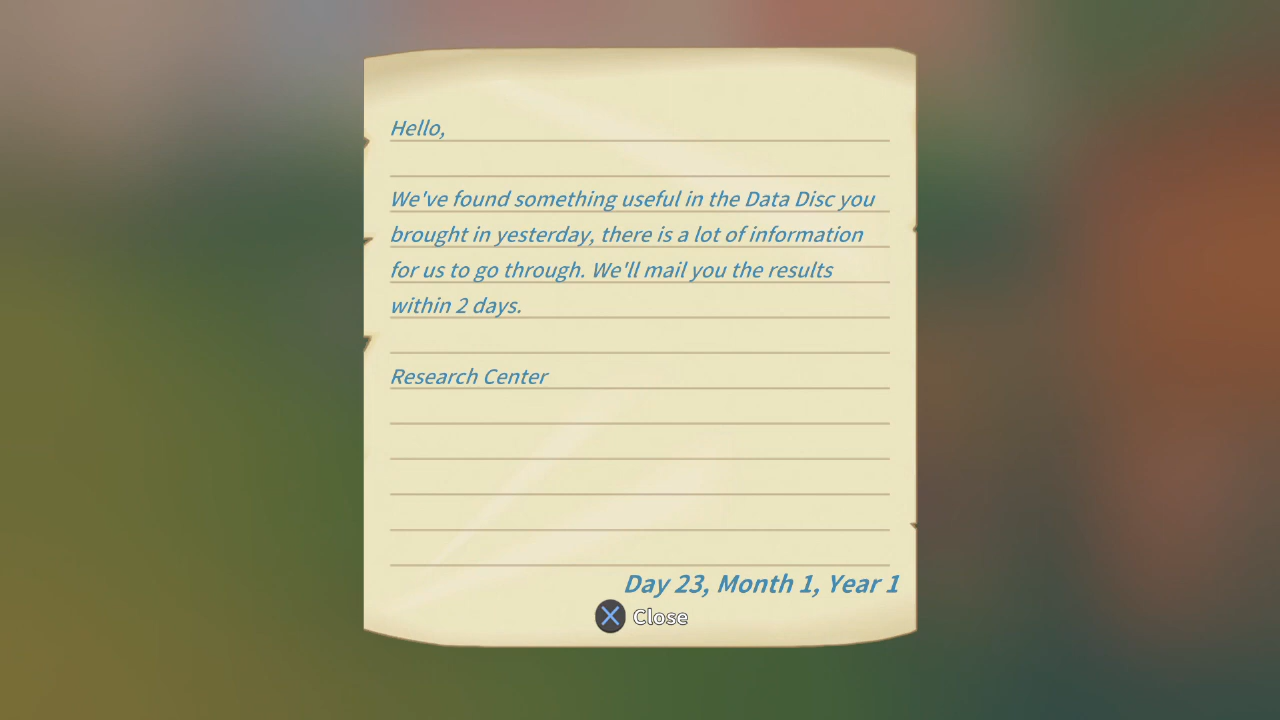 Hello,
We've found something useful in the Data Disc you
brought in yesterday, there is a lot of information
for us to go through. We'll mail you the results
within 2 days.
Research Center
Day 23, Month 1, Year 1
Close